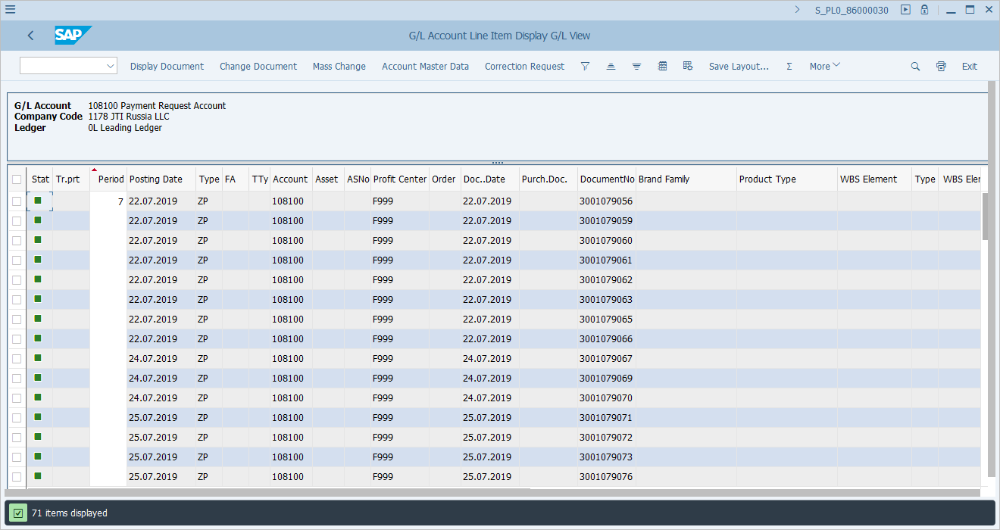 S_PL0_86000030
SAP G/L Account Line Item Display G/L View
Display Document Change Document Mass Change Account Master Data Correction Request Save Layout... Σ More Exit
G/L Account 108100 Payment Request Account
Company Code 1178 JTI Russia LLC
Ledger 0L Leading Ledger
Stat Tr.prt Period Posting Date Type FA TTy Account Asset ASNo Profit Center Order Doc..Date Purch.Doc. DocumentNo Brand Family Product Type WBS Element Type WBS Eler
7 22.07.2019 ZP 108100 F999 22.07.2019 3001079056
22.07.2019 ZP 108100 F999 22.07.2019 3001079059
22.07.2019 ZP 108100 F999 22.07.2019 3001079060
22.07.2019 ZP 108100 F999 22.07.2019 3001079061
22.07.2019 ZP 108100 F999 22.07.2019 3001079062
22.07.2019 ZP 108100 F999 22.07.2019 3001079063
22.07.2019 ZP 108100 F999 22.07.2019 3001079065
22.07.2019 ZP 108100 F999 22.07.2019 3001079066
24.07.2019 ZP 108100 F999 24.07.2019 3001079067
24.07.2019 ZP 108100 F999 24.07.2019 3001079069
24.07.2019 ZP 108100 F999 24.07.2019 3001079070
25.07.2019 ZP 108100 F999 25.07.2019 3001079071
25.07.2019 ZP 108100 F999 25.07.2019 3001079072
25.07.2019 ZP 108100 F999 25.07.2019 3001079073
25.07.2019 ZP 108100 F999 25.07.2019 3001079076
71 items displayed